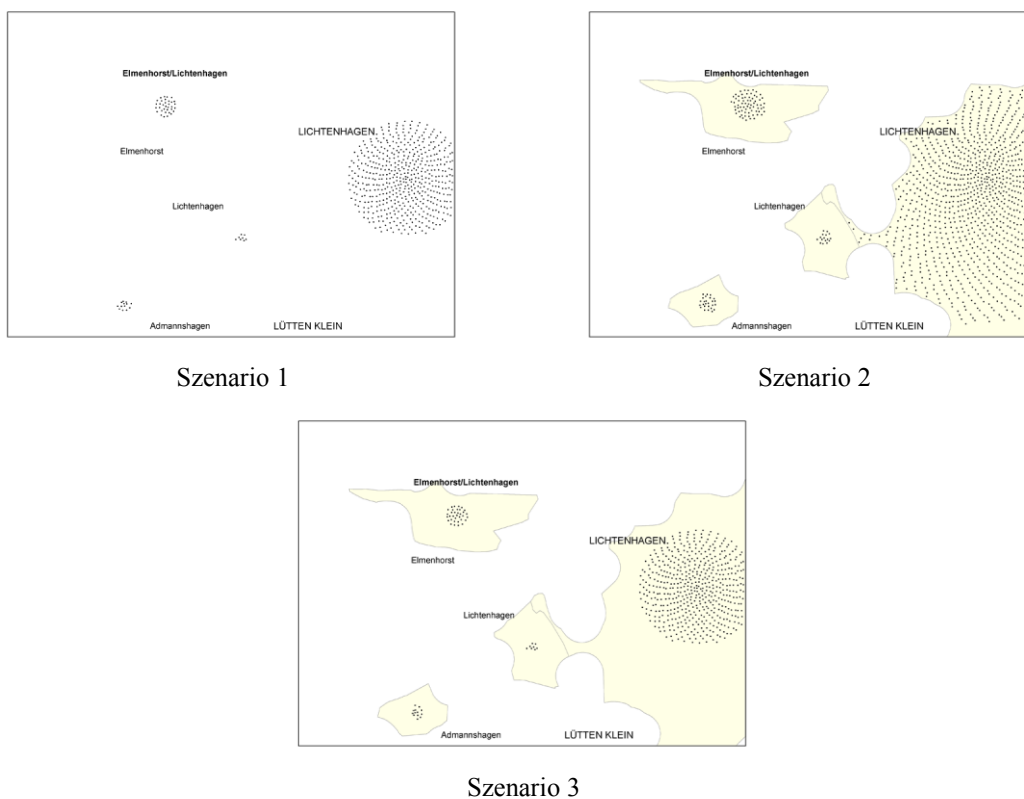 Elmenhorst/Lichtenhagen
LICHTENHAGEN.
Elmenhorst
Lichtenhagen
Admannshagen
LÜTTEN KLEIN
Szenario 1
Elmenhorst/Lichtenhagen
LICHTENHAGEN.
Elmenhorst
Lichtenhagen
Admannshagen
LÜTTEN KLEIN
Szenario 2
Elmenhorst/Lichtenhagen
LICHTENHAGEN.
Elmenhorst
Lichtenhagen
Admannshagen
LÜTTEN KLEIN
Szenario 3